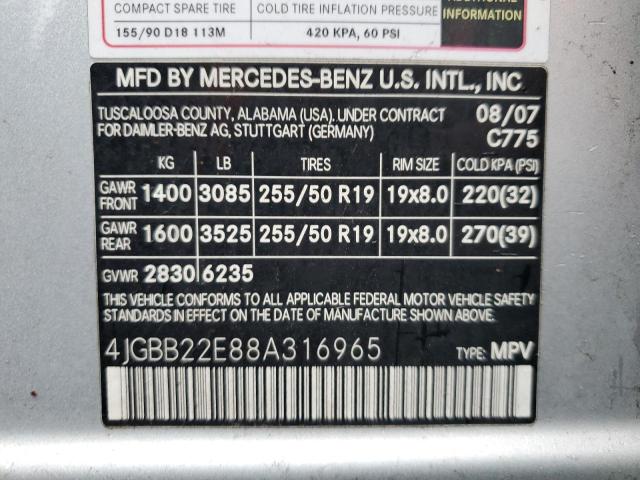 COMPACT SPARE TIRE COLD TIRE INFLATION PRESSURE
155/90 D18 113M 420 KPA, 60 PSI
INFORMATION
MFD BY MERCEDES-BENZ U.S. INTL., INC
TUSCALOOSA COUNTY, ALABAMA (USA), UNDER CONTRACT 08/07
FOR DAIMLER-BENZ AG, STUTTGART (GERMANY) C775
KG LB TIRES RIM SIZE COLD KPA (PSI)
GAWR FRONT 1400 3085 255/50 R19 19x8.0 220(32)
GAWR REAR 1600 3525 255/50 R19 19x8.0 270(39)
GVWR 2830 6235
THIS VEHICLE CONFORMS TO ALL APPLICABLE FEDERAL MOTOR VEHICLE SAFETY
STANDARDS IN EFFECT ON THE DATE OF MANUFACTURE SHOWN ABOVE
4JGBB22E88A316965 TYPE: MPV